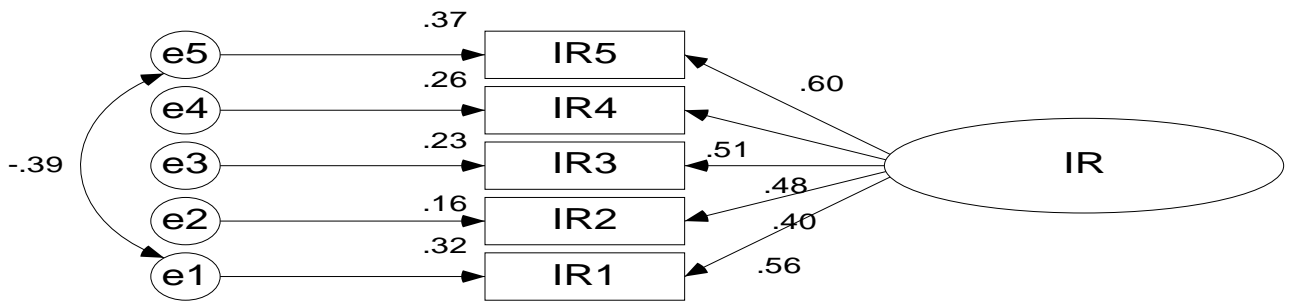 .37
e5 IR5
.60
.26
e4 IR4
.23
.51
-.39 e3 IR3 IR
.48
.16
e2 IR2
.40
.32
.56
e1 IR1